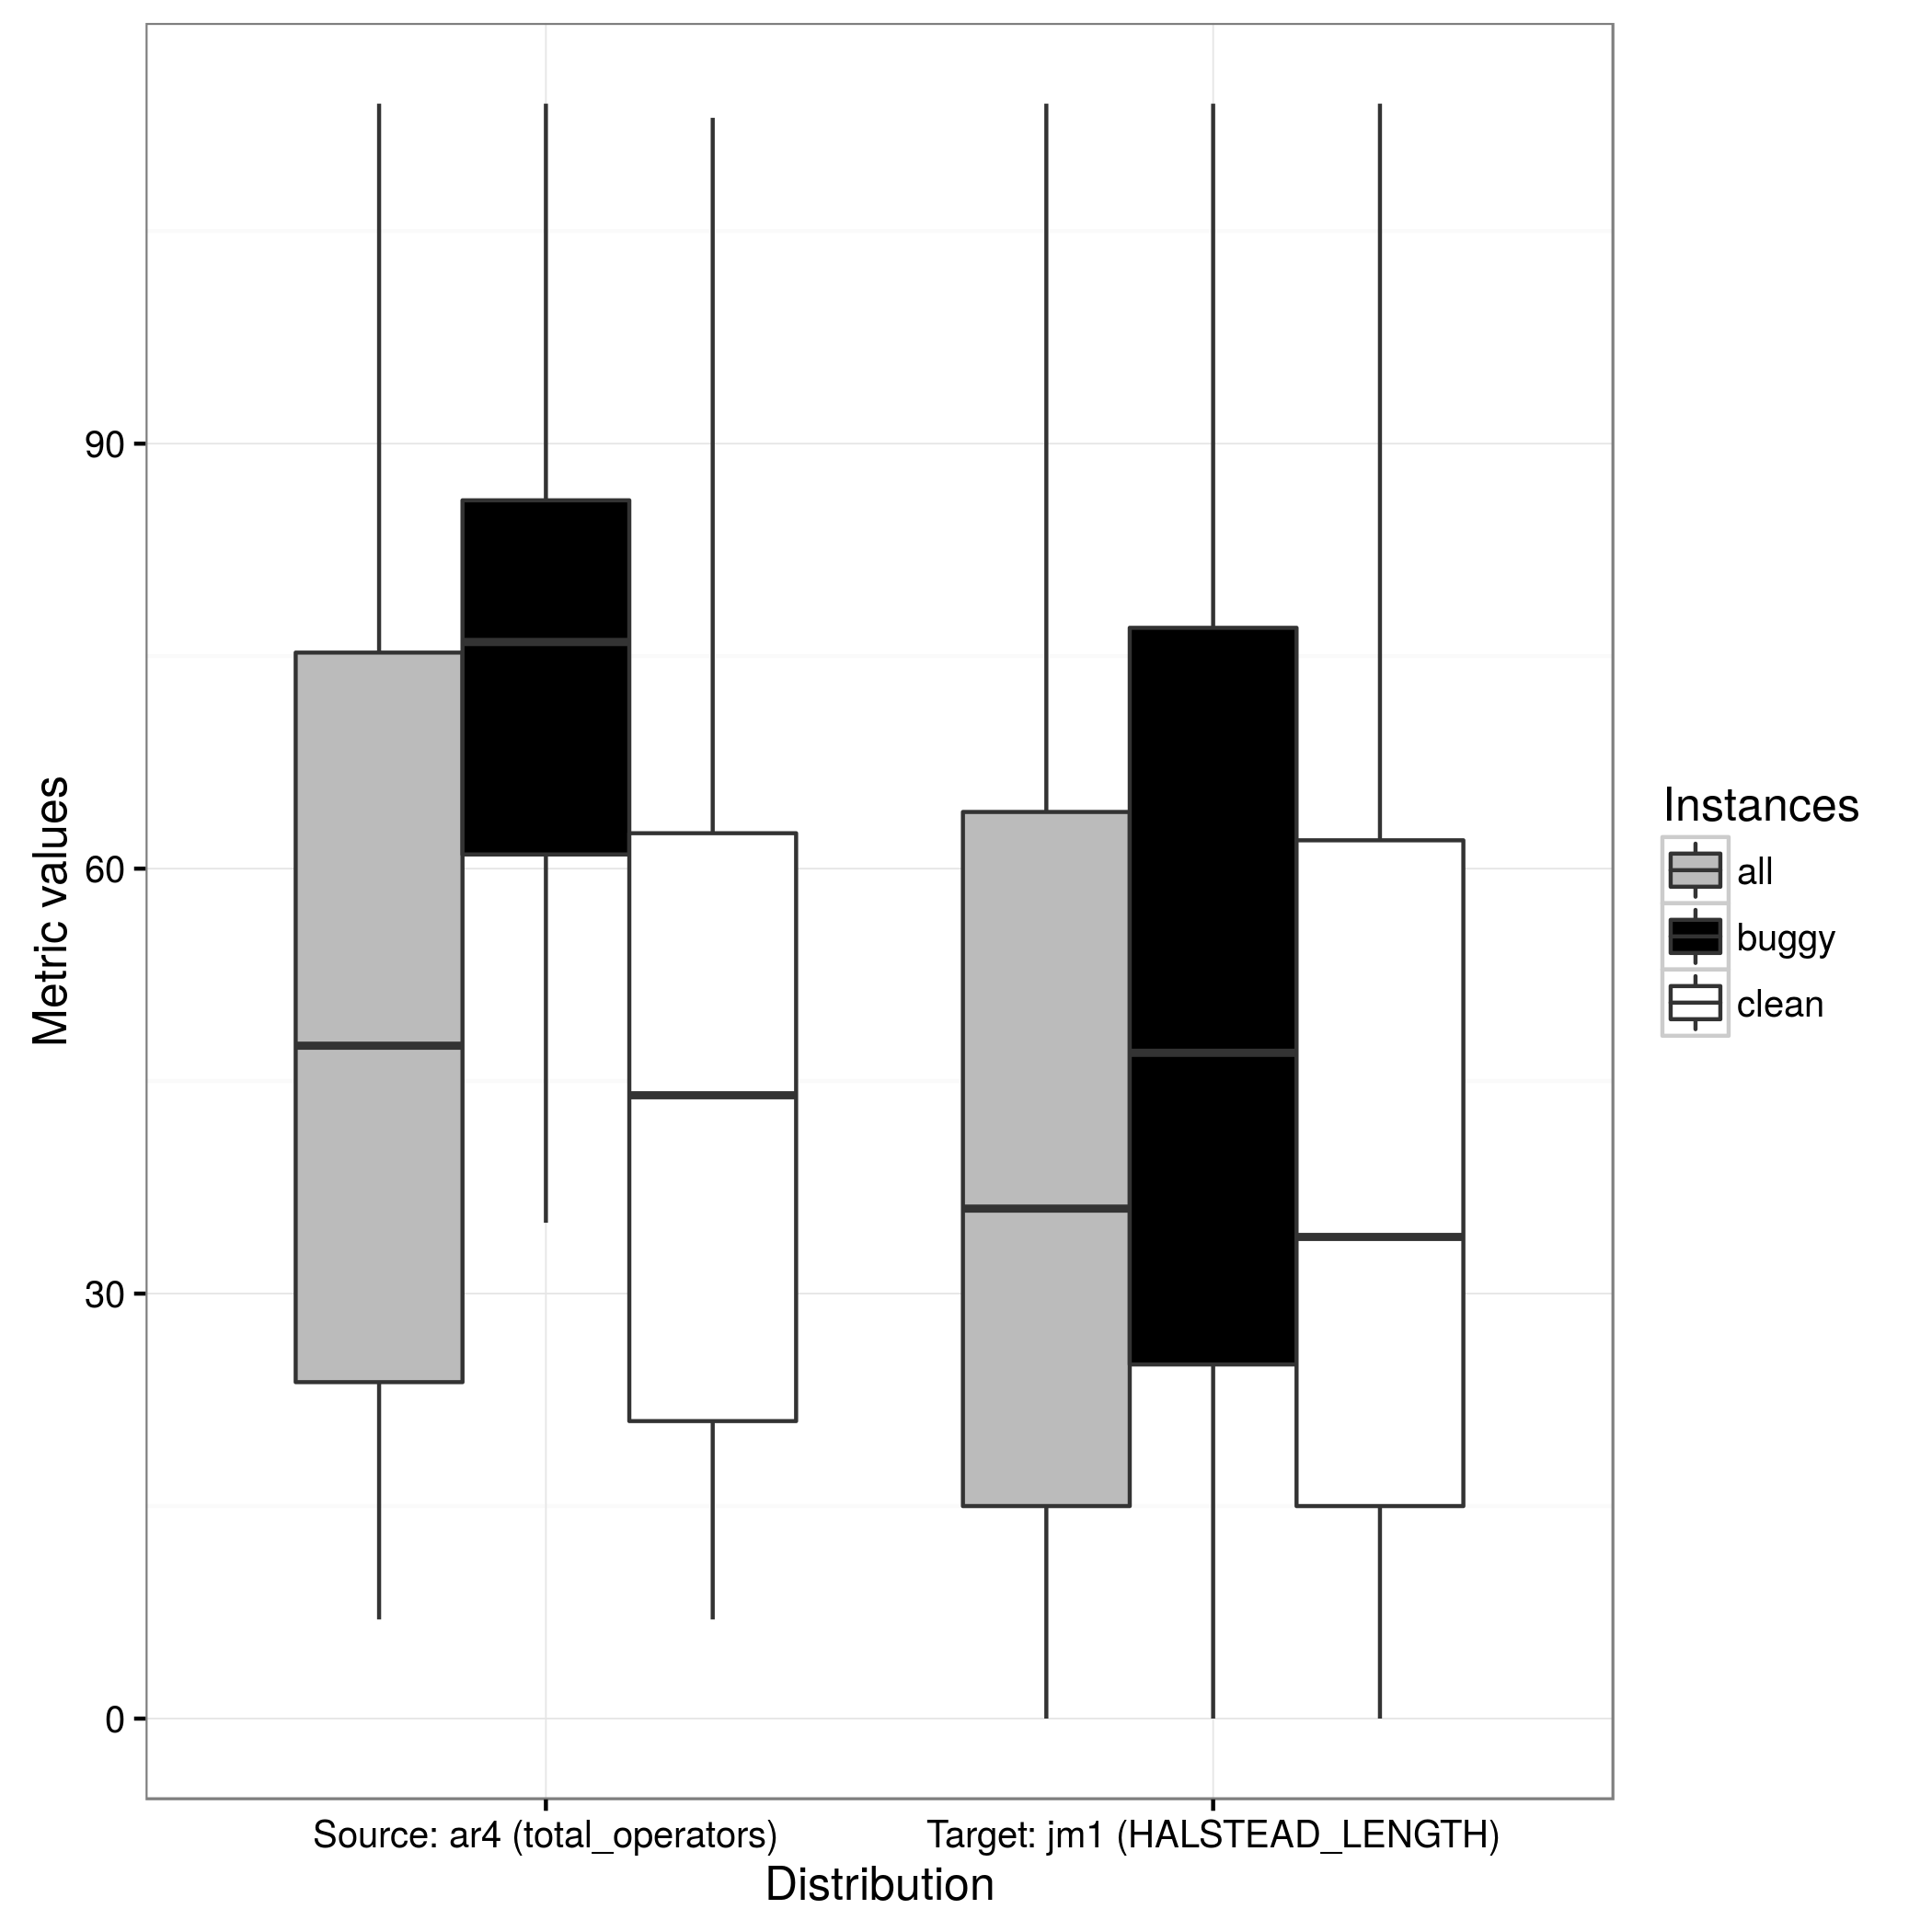 90
60
30
0
Metric values
Source: ar4 (total_operators)
Target: jm1 (HALSTEAD_LENGTH)
Distribution
Instances
all
buggy
clean